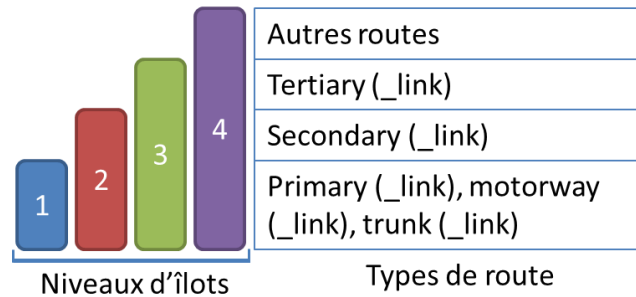 Autres routes
Tertiary (_link)
Secondary (_link)
Primary (_link), motorway
(_link), trunk (_link)
1
2
3
4
Niveaux d'îlots
Types de route